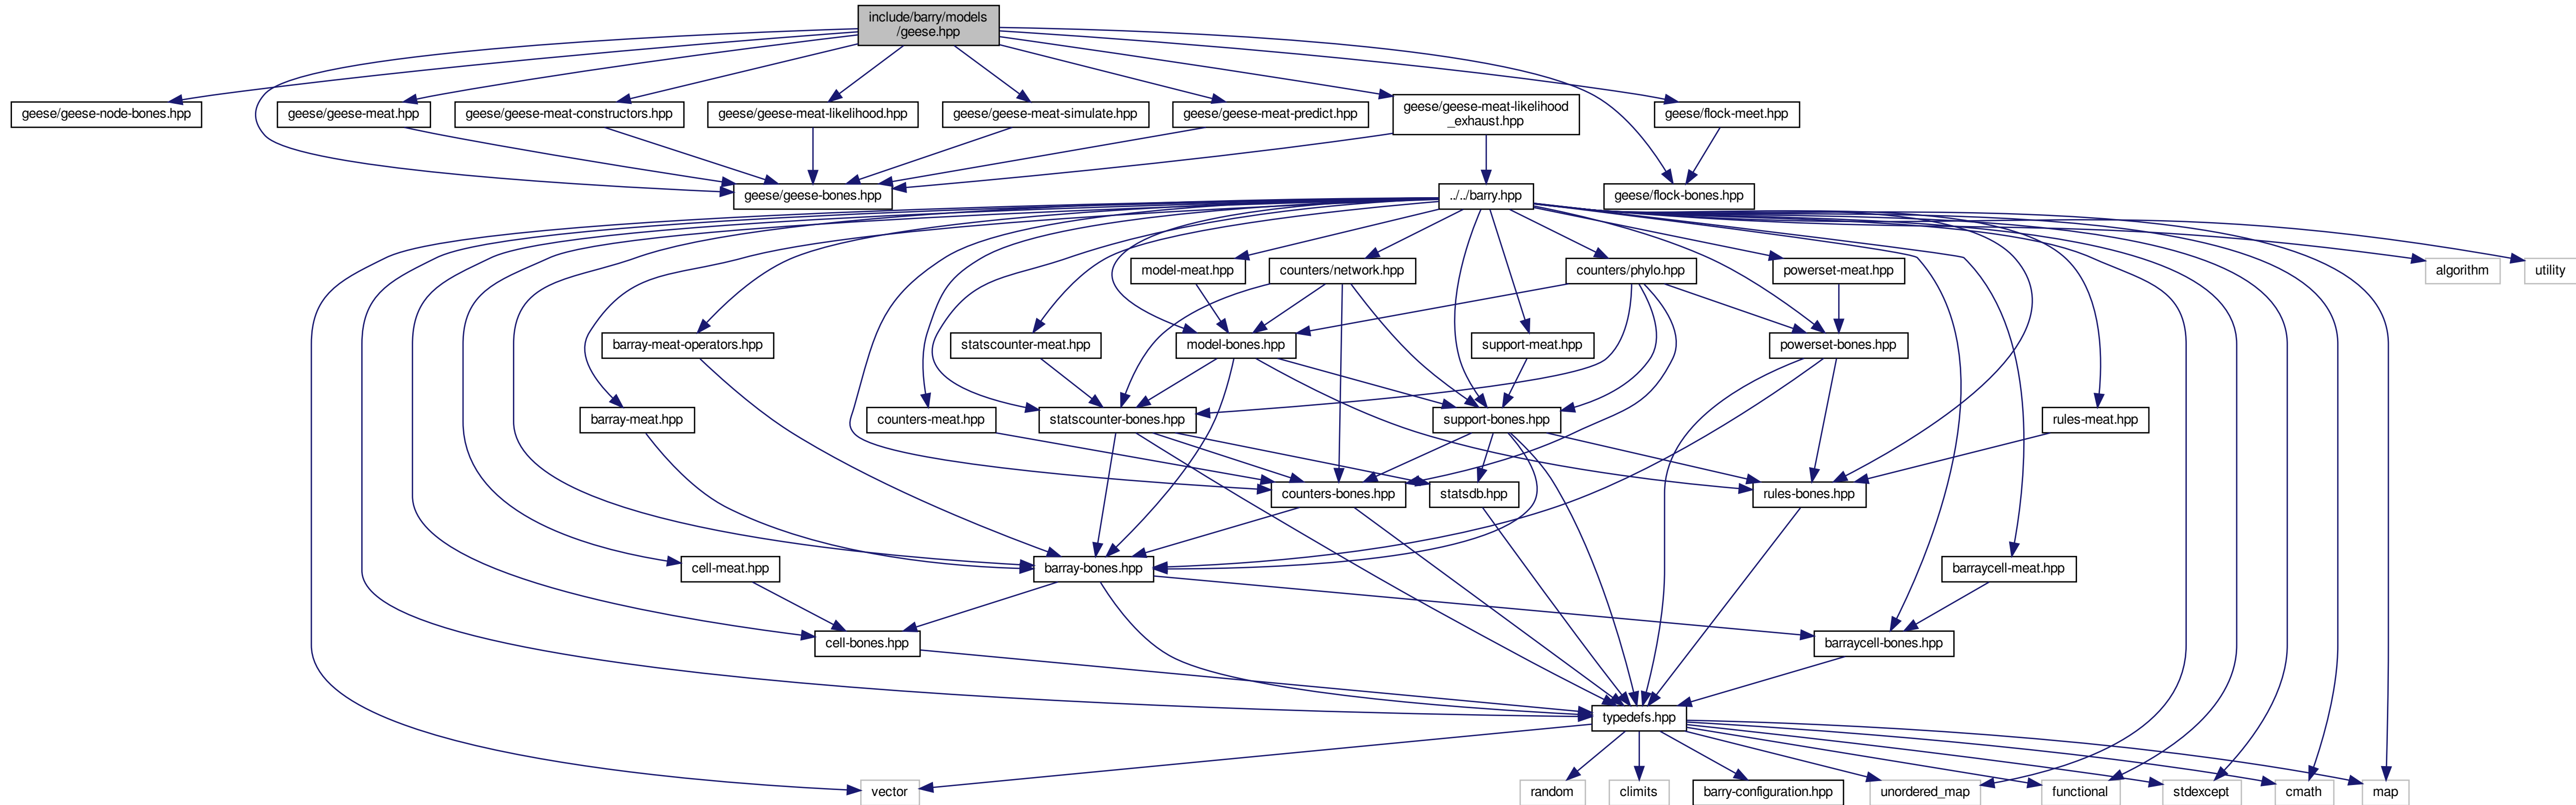 include/barry/models
/geese.hpp
geese/geese-node-bones.hpp
geese/geese-meat.hpp
geese/geese-meat-constructors.hpp
geese/geese-meat-likelihood.hpp
geese/geese-meat-simulate.hpp
geese/geese-meat-predict.hpp
geese/geese-meat-likelihood
_exhaust.hpp
geese/flock-meet.hpp
geese/geese-bones.hpp
../../barry.hpp
geese/flock-bones.hpp
model-meat.hpp
counters/network.hpp
counters/phylo.hpp
powerset-meat.hpp
algorithm
utility
barray-meat-operators.hpp
statscounter-meat.hpp
model-bones.hpp
support-meat.hpp
powerset-bones.hpp
barray-meat.hpp
counters-meat.hpp
statscounter-bones.hpp
support-bones.hpp
rules-meat.hpp
counters-bones.hpp
statsdb.hpp
rules-bones.hpp
cell-meat.hpp
barray-bones.hpp
barraycell-meat.hpp
cell-bones.hpp
barraycell-bones.hpp
typedefs.hpp
vector
random
climits
barry-configuration.hpp
unordered_map
functional
stdexcept
cmath
map